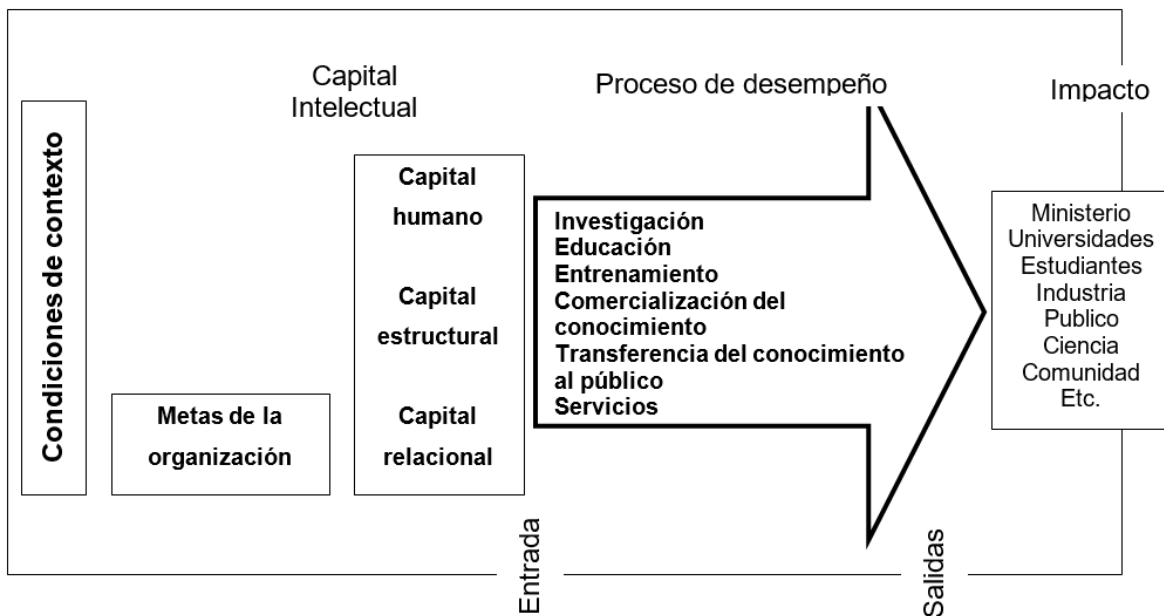 Capital
Intelectual
Proceso de desempeño
Impacto
Condiciones de contexto
Metas de la
organización
Capital
humano
Capital
estructural
Capital
relacional
Investigación
Educación
Entrenamiento
Comercialización del
conocimiento
Transferencia del conocimiento
al público
Servicios
Ministerio
Universidades
Estudiantes
Industria
Publico
Ciencia
Comunidad
Etc.
Entrada
Salidas